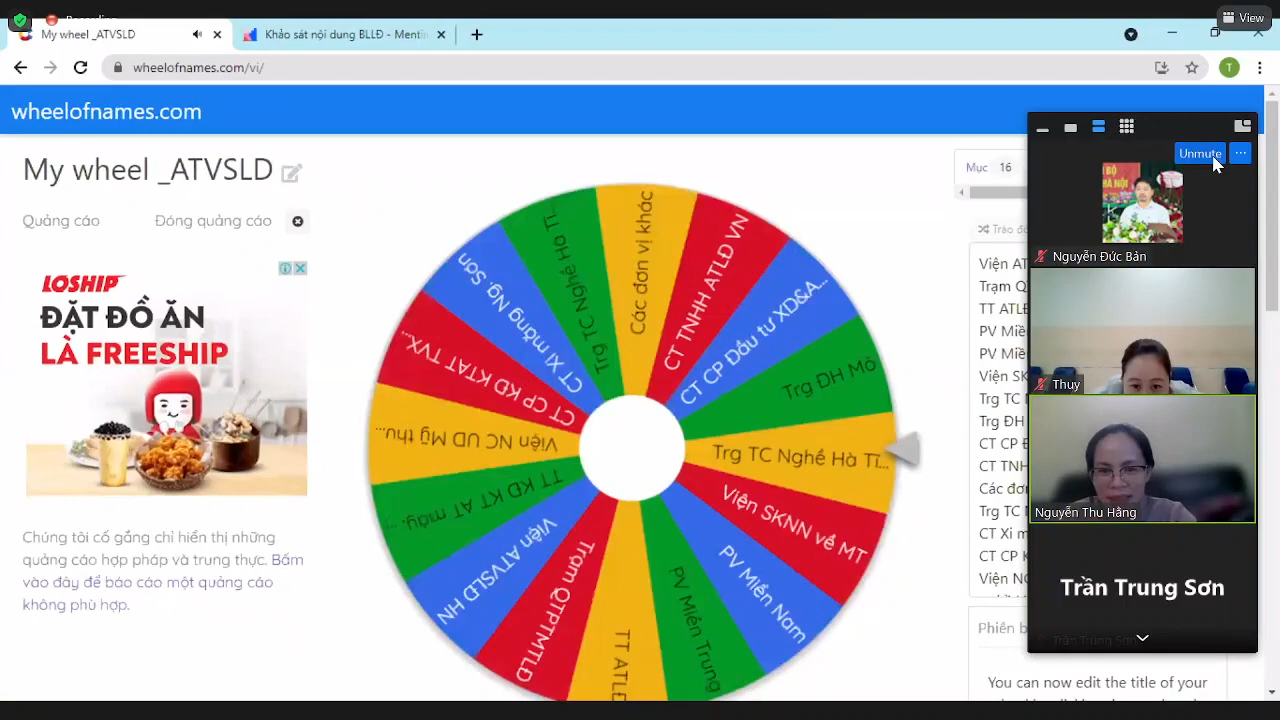 View
Recording
My wheel _ATVSLD
Khảo sát nội dung BLLĐ - Menti
wheelofnames.com/vi/
T
wheelofnames.com
My wheel _ATVSLD
Quảng cáo
Đóng quảng cáo
LOSHIP
ĐẶT ĐỒ ĂN
LÀ FREESHIP
Chúng tôi cố gắng chỉ hiển thị những
quảng cáo hợp pháp và trung thực. Bấm
vào đây để báo cáo một quảng cáo
không phù hợp.
Các đơn vị khác
CT TNHH ATLĐ VN
CT CP Đầu tư XD&A...
Trg ĐH Mỏ
Trg TC Nghề Hà Tĩ...
Viện SKNN về MT
PV Miền Nam
PV Miền Trung
TT ATLĐ
Trạm QTPTMTLĐ
Viện ATVSLĐ HN
TT KD KT AT máy, ...
Viện NC UD Mỹ thu...
CT CP KD KTAT TVX...
CT Xi măng Ng Sơn
Trg TC Nghề Hà Tĩ...
Mục 16
Viện AT
Trạm Q
TT ATLĐ
PV Miề
PV Miề
Viện SK
Trg TC
Trg ĐH
CT CP Đ
CT TNH
Các đơn
Trg TC
CT Xi m
CT CP K
Viện NC
Phiên b
You can now edit the title of your
Unmute
Nguyễn Đức Bản
Thuy
Nguyễn Thu Hằng
Trần Trung Sơn
Trần Trung Sơn